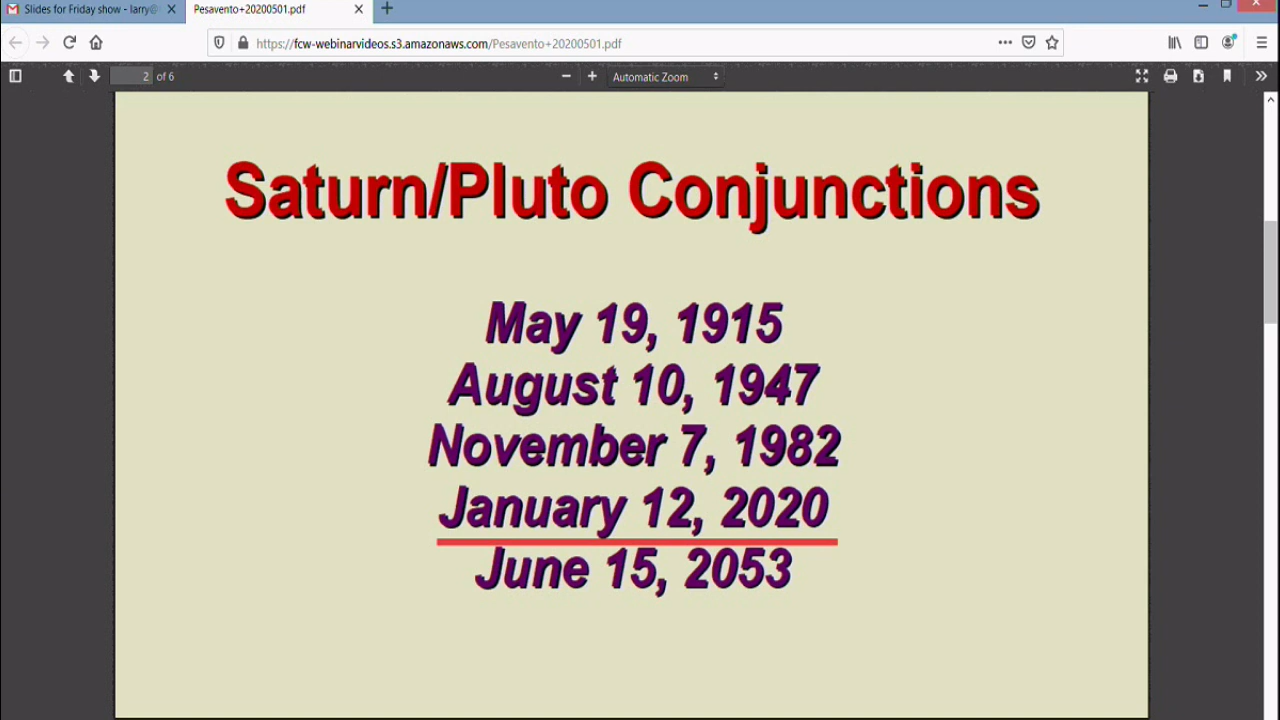 Slides for Friday show - larry@
Pesavento+20200501.pdf
https://fcw-webinarvideos.s3.amazonaws.com/Pesavento+20200501.pdf
2 of 6
Automatic Zoom
Saturn/Pluto Conjunctions
May 19, 1915
August 10, 1947
November 7, 1982
January 12, 2020
June 15, 2053